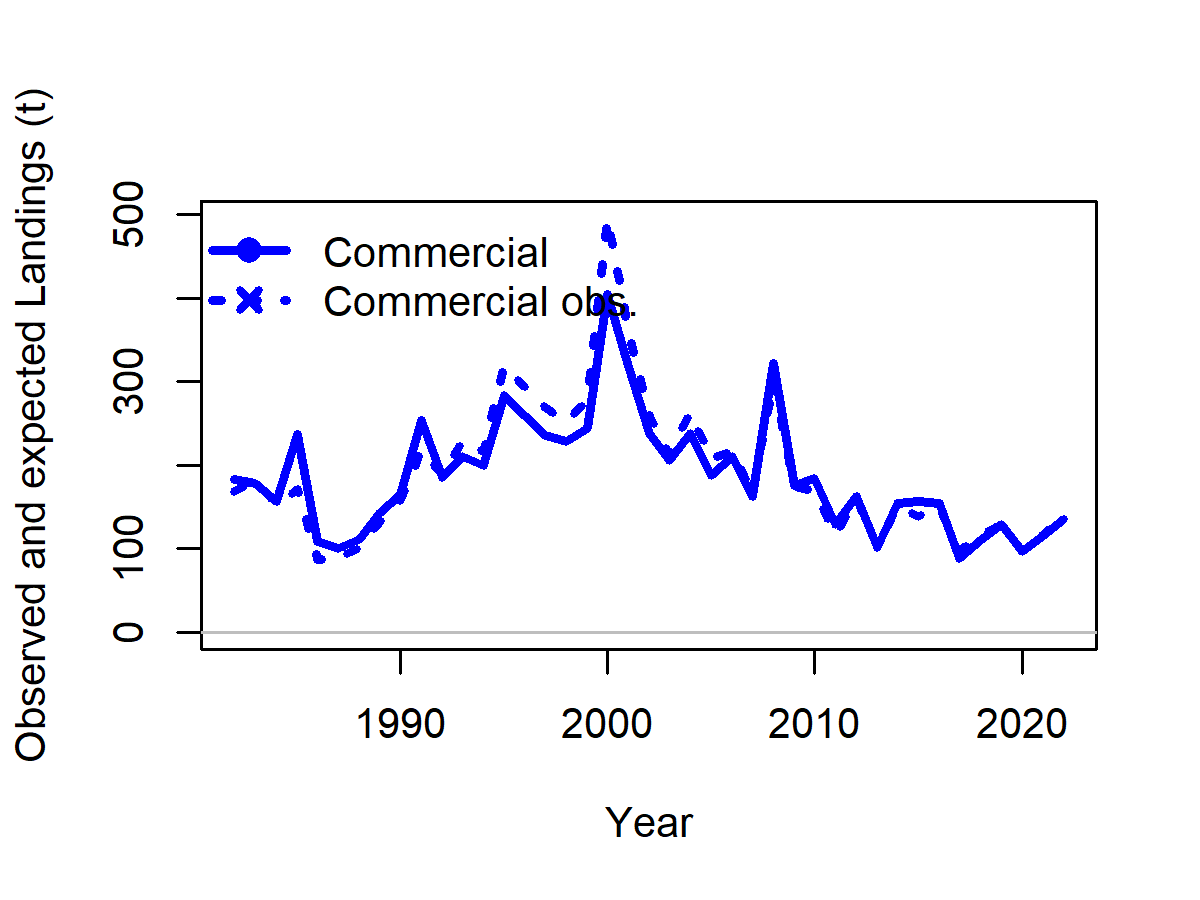 Observed and expected Landings (t)
500
300
100
0
Commercial
Commercial obs.
1990 2000 2010 2020
Year